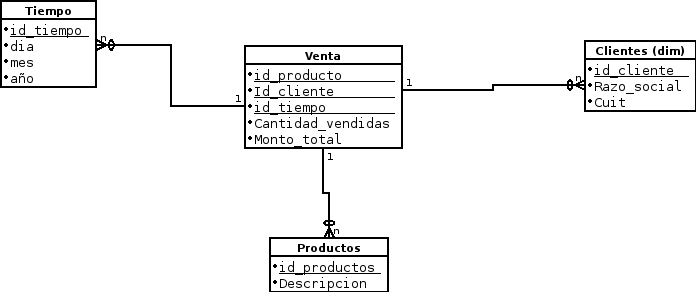 Tiempo
id_tiempo
dia
mes
año
n
1
Venta
id_producto
Id_cliente
id_tiempo
Cantidad_vendidas
Monto_total
1
n
Clientes (dim)
id_cliente
Razo_social
Cuit
1
n
Productos
id_productos
Descripcion